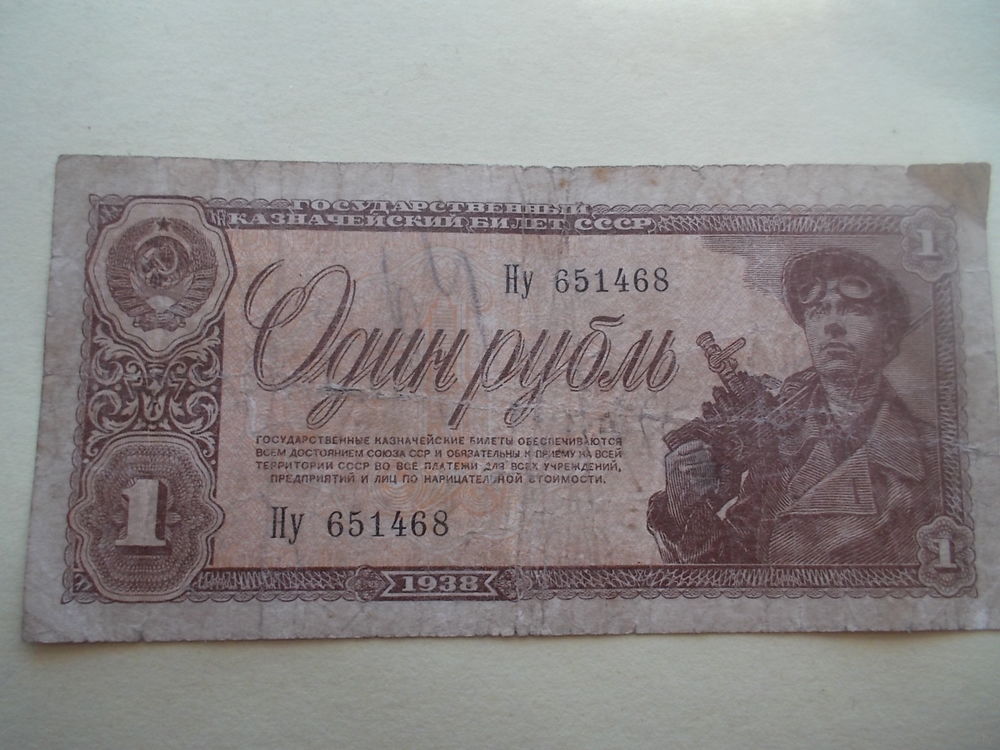 ГОСУДАРСТВЕННЫЙ
КАЗНАЧЕЙСКИЙ БИЛЕТ СССР
1
Ну 651468
Один рубль
ГОСУДАРСТВЕННЫЕ КАЗНАЧЕЙСКИЕ БИЛЕТЫ ОБЕСПЕЧИВАЮТСЯ
ВСЕМ ДОСТОЯНИЕМ СОЮЗА ССР И ОБЯЗАТЕЛЬНЫ К ПРИЕМУ НА ВСЕЙ
ТЕРРИТОРИИ СССР ВО ВСЕ ПЛАТЕЖИ ДЛЯ ВСЕХ УЧРЕЖДЕНИЙ,
ПРЕДПРИЯТИЙ И ЛИЦ ПО НАРИЦАТЕЛЬНОЙ СТОИМОСТИ.
1
Ну 651468
1
1938